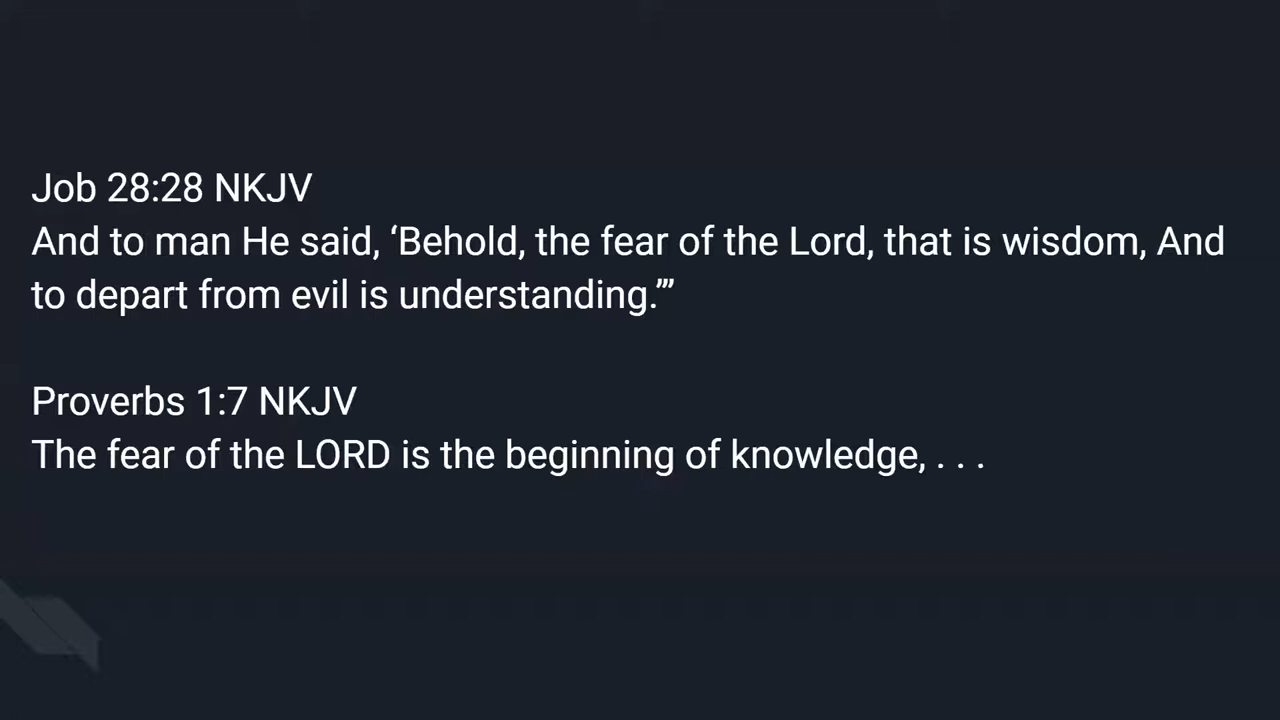 Job 28:28 NKJV
And to man He said, ‘Behold, the fear of the Lord, that is wisdom, And
to depart from evil is understanding.’”
Proverbs 1:7 NKJV
The fear of the LORD is the beginning of knowledge, . . .